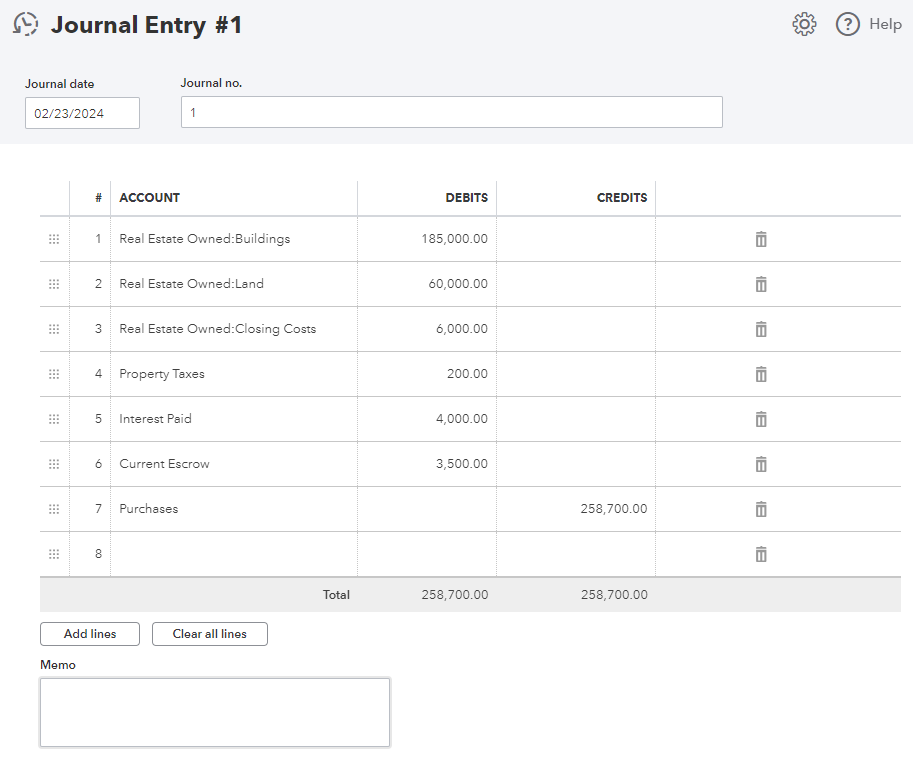 Journal Entry #1
? Help
Journal date
Journal no.
02/23/2024
1
# ACCOUNT DEBITS CREDITS
1 Real Estate Owned:Buildings 185,000.00
2 Real Estate Owned:Land 60,000.00
3 Real Estate Owned:Closing Costs 6,000.00
4 Property Taxes 200.00
5 Interest Paid 4,000.00
6 Current Escrow 3,500.00
7 Purchases 258,700.00
8
Total 258,700.00 258,700.00
Add lines Clear all lines
Memo